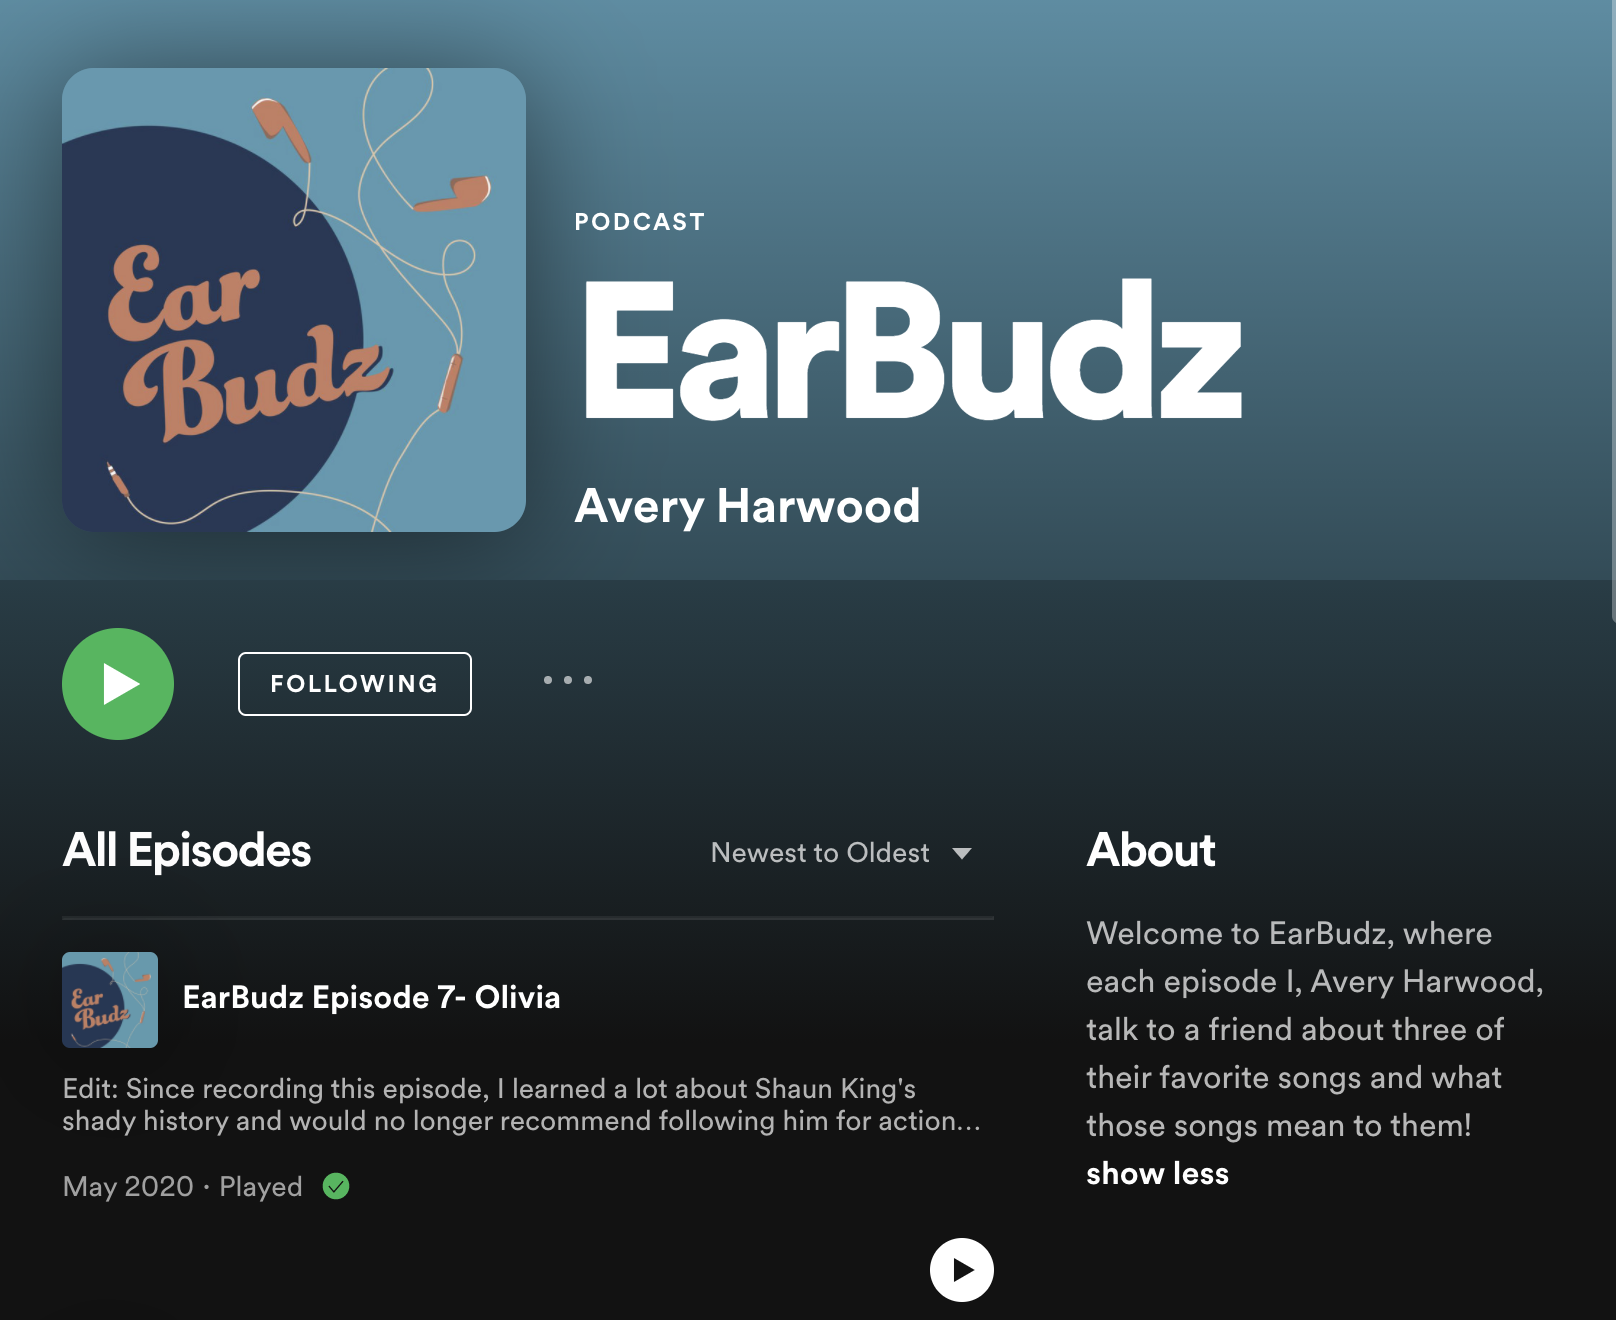 Ear
Budz
PODCAST
EarBudz
Avery Harwood
FOLLOWING
All Episodes
Newest to Oldest
Ear
Budz
EarBudz Episode 7- Olivia
Edit: Since recording this episode, I learned a lot about Shaun King's
shady history and would no longer recommend following him for action...
May 2020 · Played
About
Welcome to EarBudz, where
each episode I, Avery Harwood,
talk to a friend about three of
their favorite songs and what
those songs mean to them!
show less